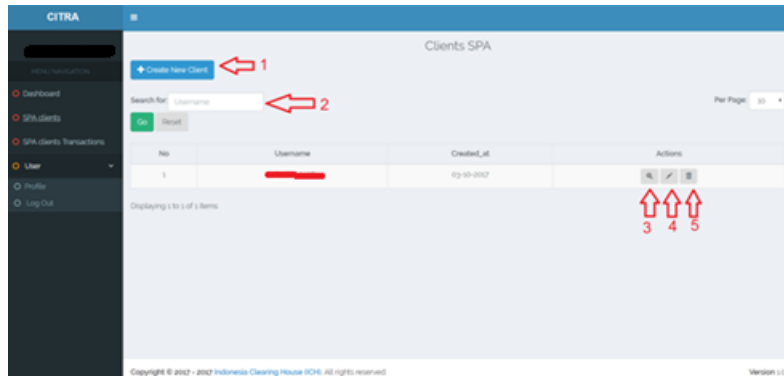 CITRA
Clients SPA
MENU NAVIGATION
+ Create New Client
1
Dashboard
Search for: Username
2
Per Page: 10
SPA clients
Go Reset
SPA clients Transactions
No Username Created_at Actions
User
1 03-10-2017
Profile
Log Out
Displaying 1 to 1 of 1 items.
3 4 5
Copyright © 2017 - 2017 Indonesia Clearing House (ICH). All rights reserved.
Version